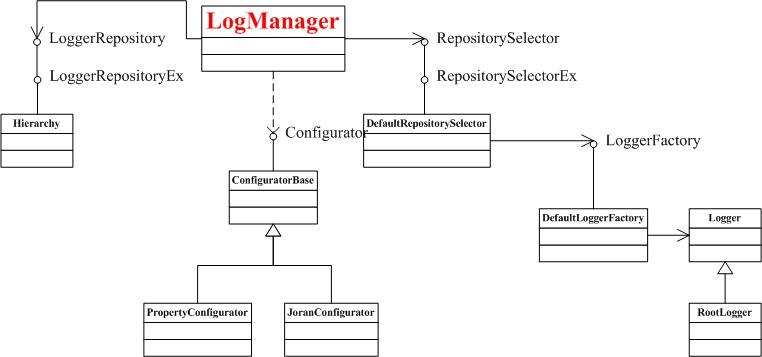 LogManager
LoggerRepository
RepositorySelector
LoggerRepositoryEx
RepositorySelectorEx
Hierarchy
DefaultRepositorySelector
Configurator
LoggerFactory
ConfiguratorBase
DefaultLoggerFactory
Logger
PropertyConfigurator
JoranConfigurator
RootLogger